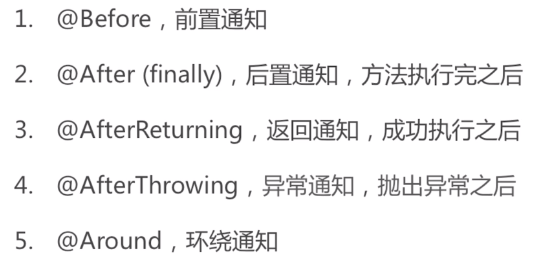 1. @Before，前置通知
2. @After (finally)，后置通知，方法执行完之后
3. @AfterReturning，返回通知，成功执行之后
4. @AfterThrowing，异常通知，抛出异常之后
5. @Around，环绕通知